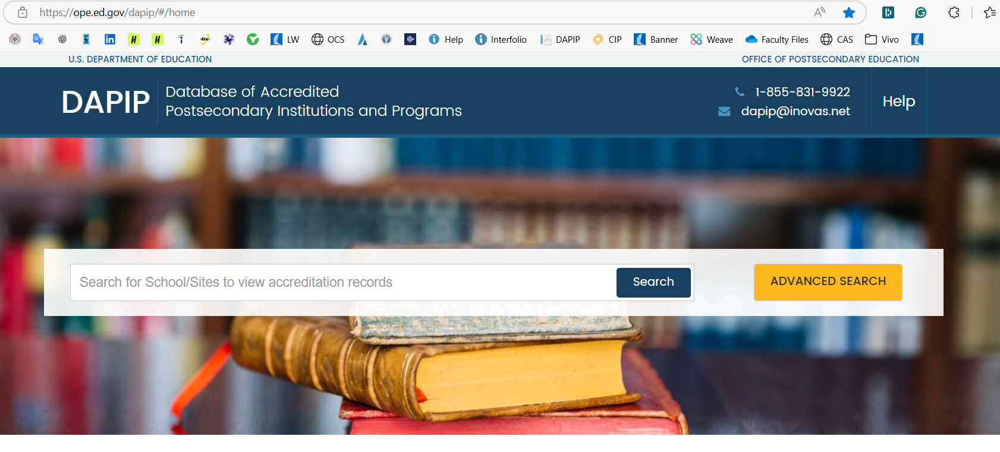 https://ope.ed.gov/dapip/#/home
LW OCS Help Interfolio DAPIP CIP Banner Weave Faculty Files CAS Vivo
U.S. DEPARTMENT OF EDUCATION
OFFICE OF POSTSECONDARY EDUCATION
DAPIP
Database of Accredited
Postsecondary Institutions and Programs
1-855-831-9922
dapip@inovas.net
Help
Search for School/Sites to view accreditation records
Search
ADVANCED SEARCH